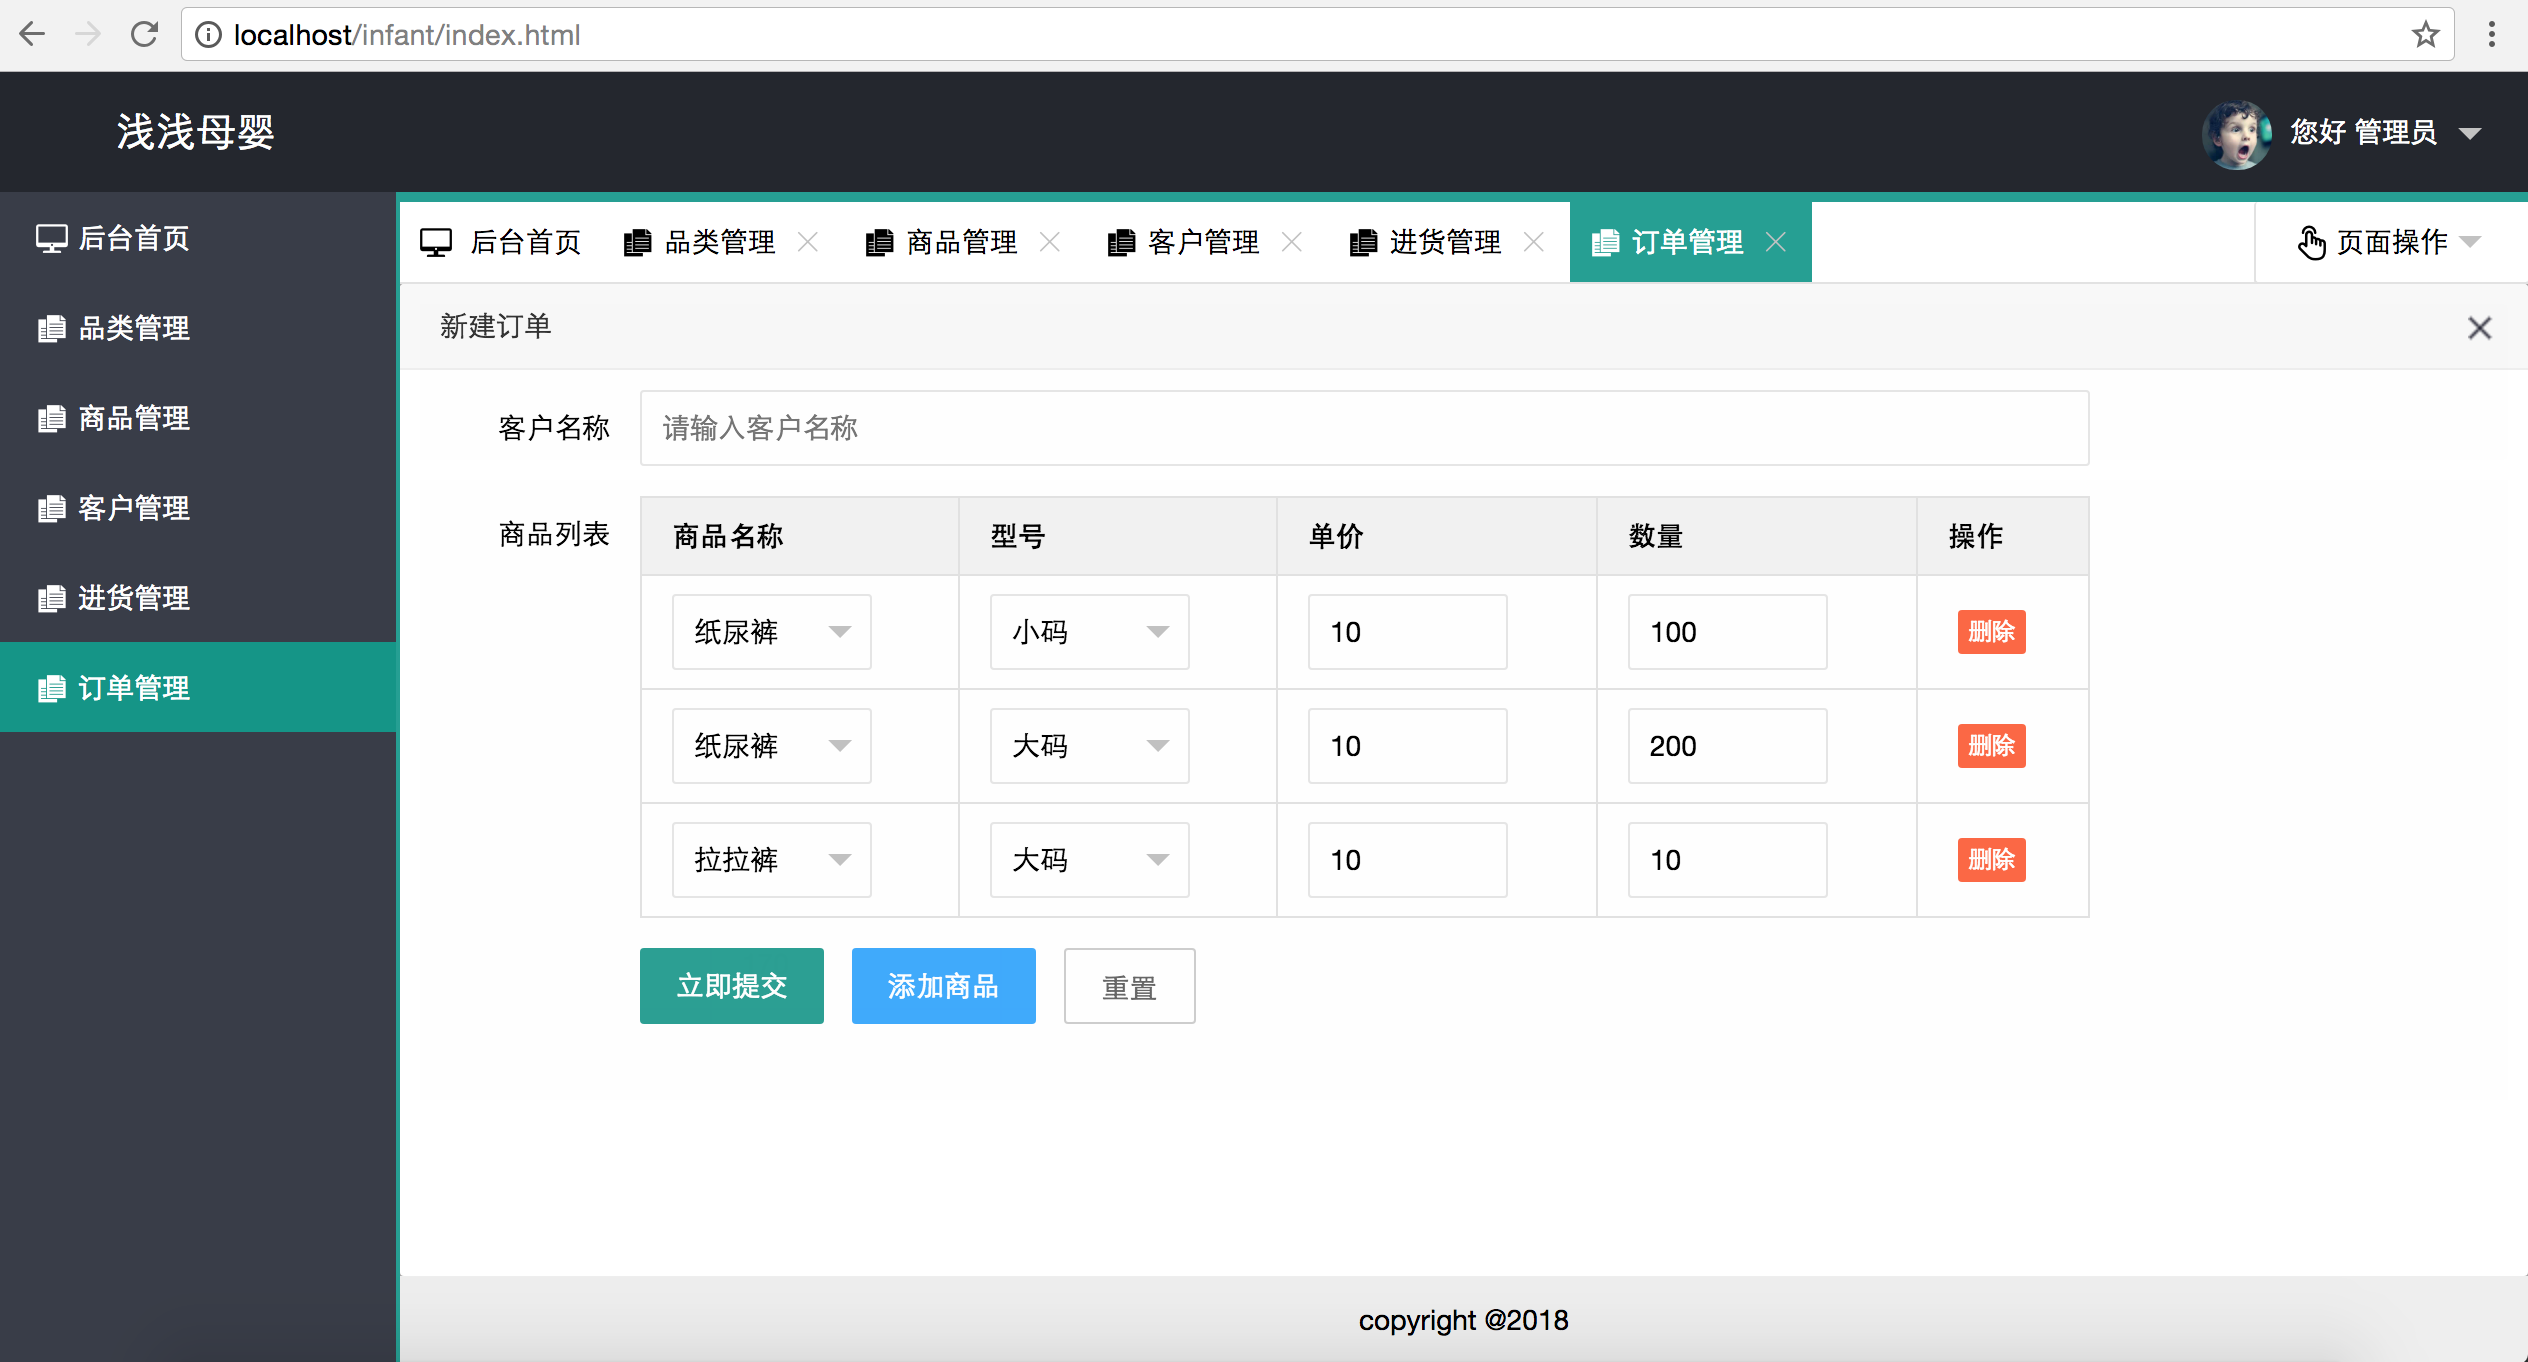 localhost/infant/index.html
浅浅母婴
您好 管理员
后台首页
品类管理
商品管理
客户管理
进货管理
订单管理
后台首页 品类管理 商品管理 客户管理 进货管理 订单管理 页面操作
新建订单
客户名称 请输入客户名称
商品列表
商品名称 型号 单价 数量 操作
纸尿裤 小码 10 100 删除
纸尿裤 大码 10 200 删除
拉拉裤 大码 10 10 删除
立即提交 添加商品 重置
copyright @2018